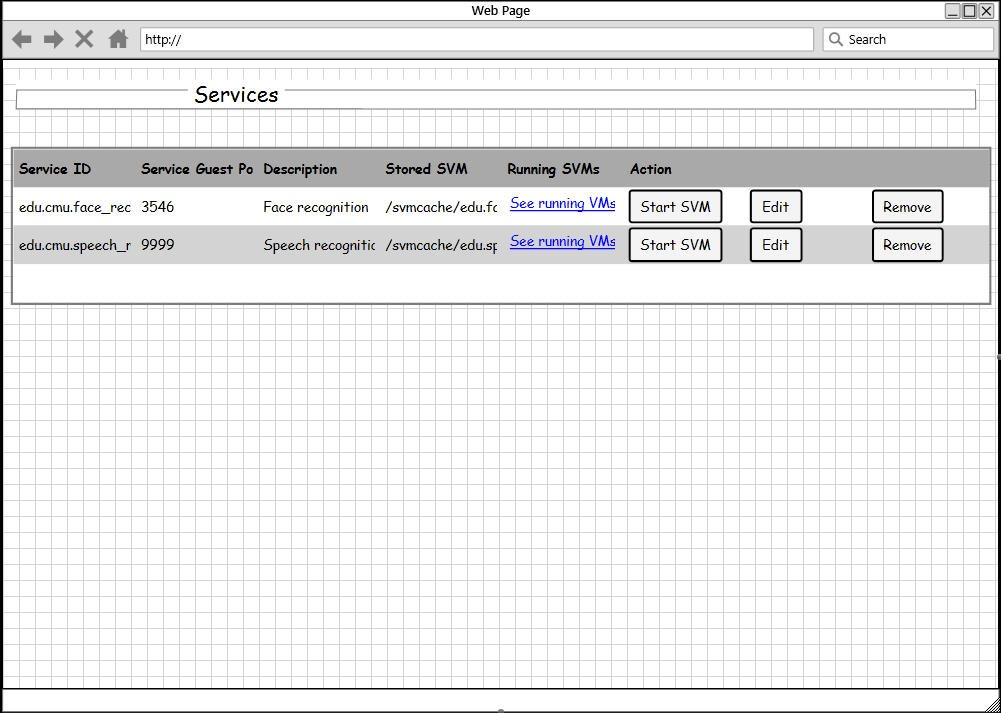 Web Page
http://
Search
Services
Service ID Service Guest Po Description Stored SVM Running SVMs Action
edu.cmu.face_rec 3546 Face recognition /svmcache/edu.fc See running VMs Start SVM Edit Remove
edu.cmu.speech_r 9999 Speech recognitic /svmcache/edu.sp See running VMs Start SVM Edit Remove